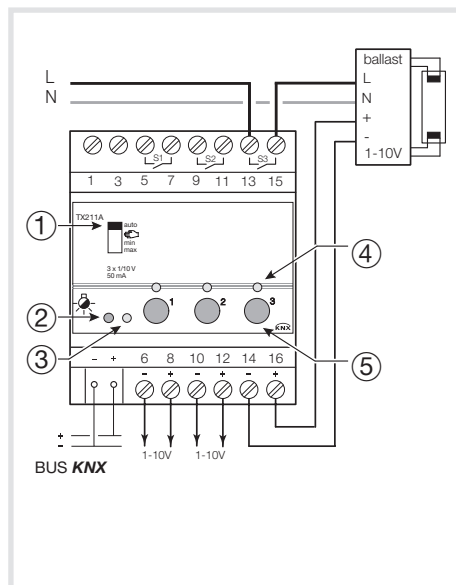 ballast
L
N
+
-
1-10V
L
N
S1 S2 S3
1 3 5 7 9 11 13 15
1
TX211A
auto
min
max
3 x 1/10 V
50 mA
4
2
3
1 2 3
KNX
5
- + 6 8 10 12 14 16
- + - + - +
+
-
1-10V 1-10V
BUS KNX